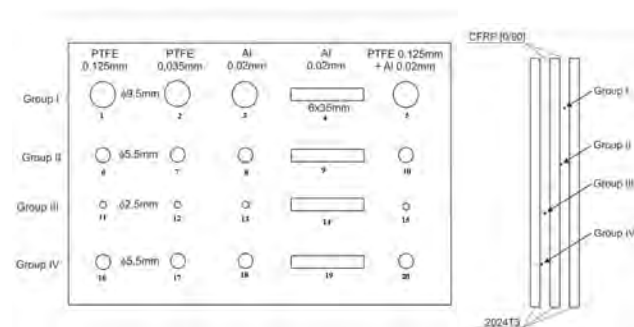 PTFE PTFE Al Al PTFE 0.125mm
0.125mm 0,035mm 0.02mm 0.02mm +Al 0.02mm
CFRP [0/90]
Group I ϕ9.5mm 6x35mm Group I
1 2 3 4 5
Group II ϕ5.5mm Group II
6 7 8 9 10
Group III ϕ2.5mm Group III
11 12 13 14 15
Group IV ϕ5.5mm Group IV
16 17 18 19 20
2024T3